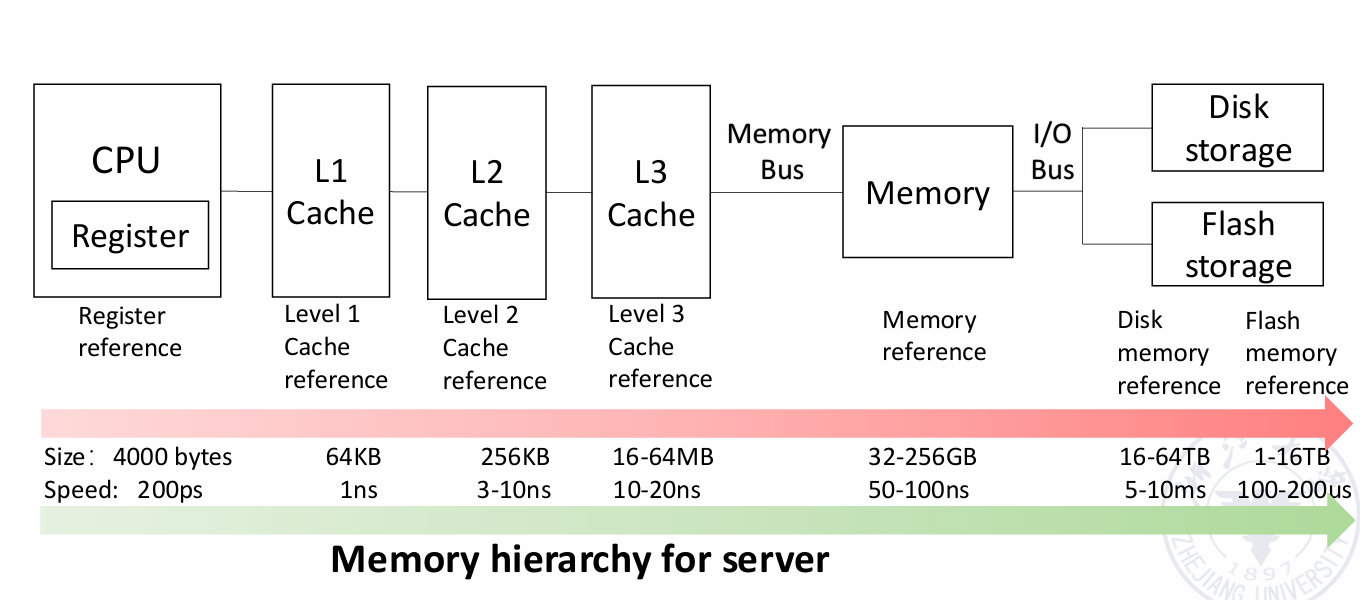 CPU
Register
L1
Cache
L2
Cache
L3
Cache
Memory
Bus
Memory
I/O
Bus
Disk
storage
Flash
storage
Register
reference
Level 1
Cache
reference
Level 2
Cache
reference
Level 3
Cache
reference
Memory
reference
Disk
memory
reference
Flash
memory
reference
Size： 4000 bytes 64KB 256KB 16-64MB 32-256GB 16-64TB 1-16TB
Speed: 200ps 1ns 3-10ns 10-20ns 50-100ns 5-10ms 100-200us
Memory hierarchy for server
1897
ZHEJIANG UNIVERSITY